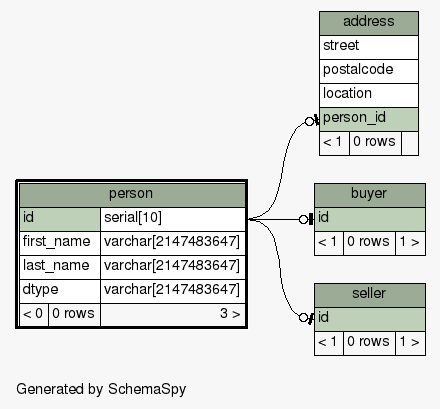 address
street
postalcode
location
person_id
< 1 0 rows
person
id serial[10]
first_name varchar[2147483647]
last_name varchar[2147483647]
dtype varchar[2147483647]
< 0 0 rows 3 >
buyer
id
< 1 0 rows 1 >
seller
id
< 1 0 rows 1 >
Generated by SchemaSpy